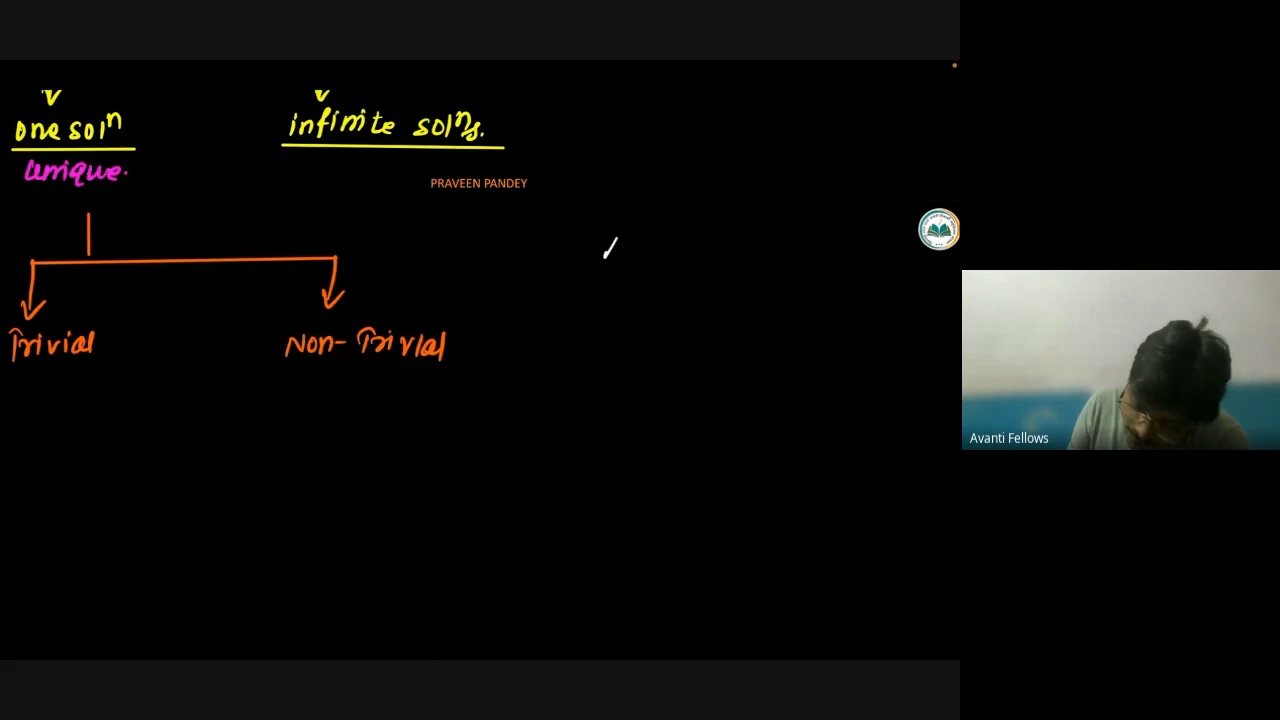 one solⁿ
infinite solⁿs.
Unique.
PRAVEEN PANDEY
Trivial
Non-Trivial
Avanti Fellows